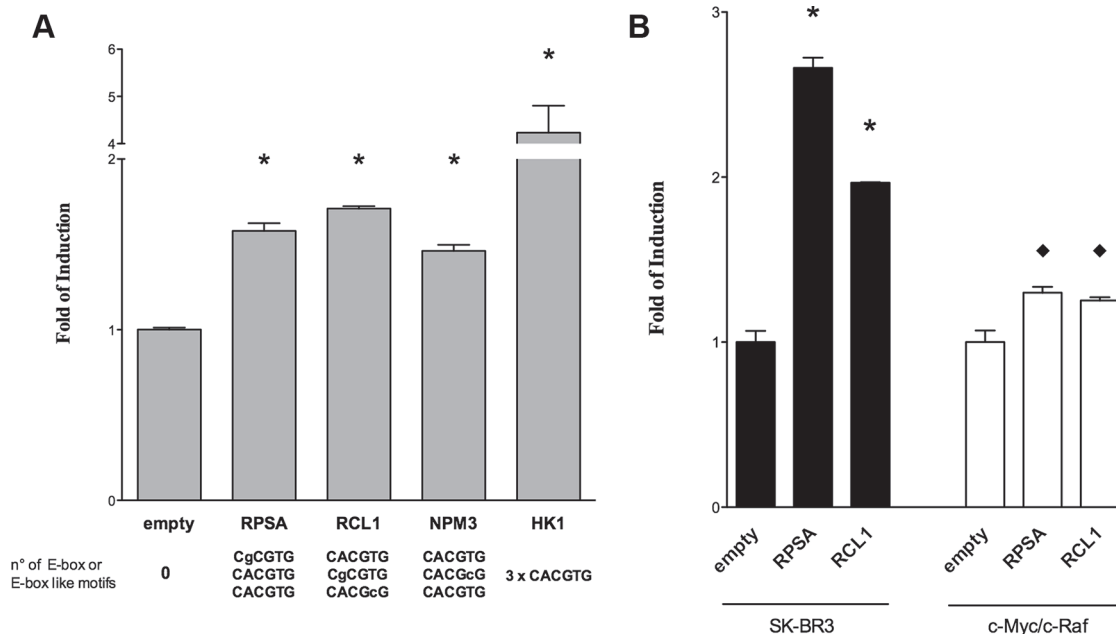 A
Fold of Induction
6
5
4
2
1
0
*
*
*
*
empty
RPSA
RCL1
NPM3
HK1
n° of E-box or
E-box like motifs
0
CgCGTG
CACGTG
CACGTG
CACGTG
CgCGTG
CACGcG
CACGTG
CACGcG
CACGTG
3 x CACGTG
B
Fold of Induction
3
2
1
0
*
*
◆
◆
empty
RPSA
RCL1
empty
RPSA
RCL1
SK-BR3
c-Myc/c-Raf